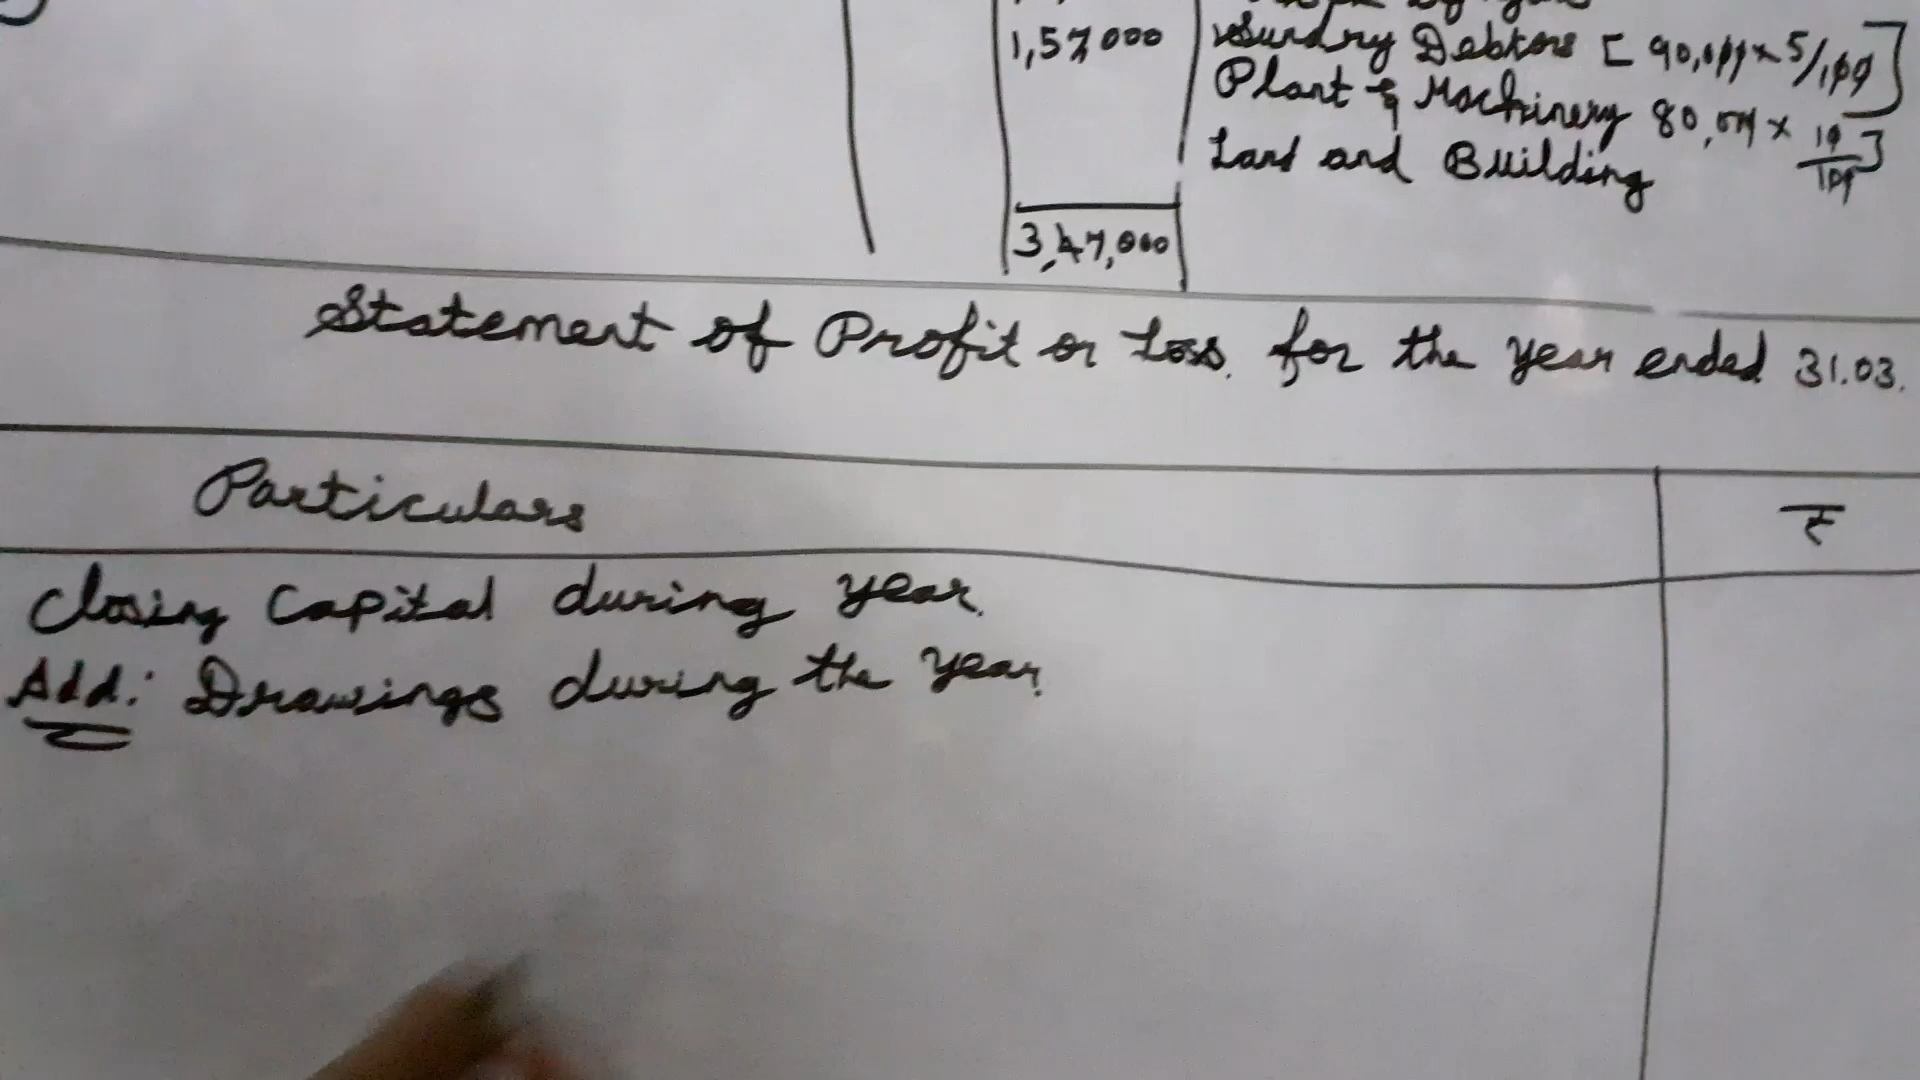 1,57000
Sundry Debtors [90,000 x 5/100]
Plant & Machinery 80,000 x 10/100]
Land and Building
3,47,000
Statement of Profit or Loss. for the year ended 31.03.
Particulars ₹
Closing Capital during year.
Add: Drawings during the year.